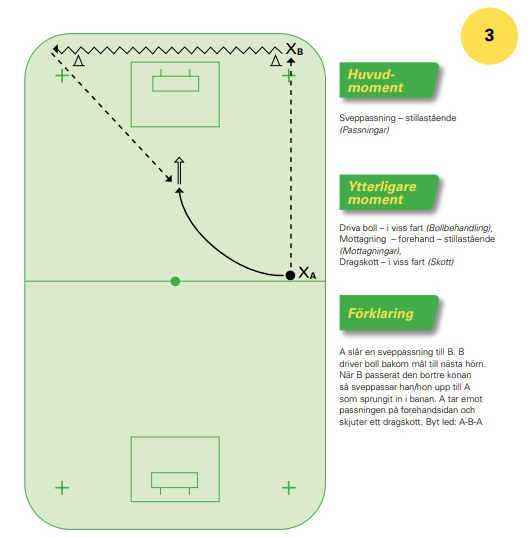 3
X B
X A
Huvud-
moment
Sveppassning – stillastående
(Passningar)
Ytterligare
moment
Driva boll – i viss fart (Bollbehandling),
Mottagning – forehand – stillastående
(Mottagningar),
Dragskott – i viss fart (Skott)
Förklaring
A slår en sveppassning till B. B
driver boll bakom mål till nästa hörn.
När B passerat den bortre konan
så sveppassar han/hon upp till A
som sprungit in i banan. A tar emot
passningen på forehandsidan och
skjuter ett dragskott. Byt led: A-B-A